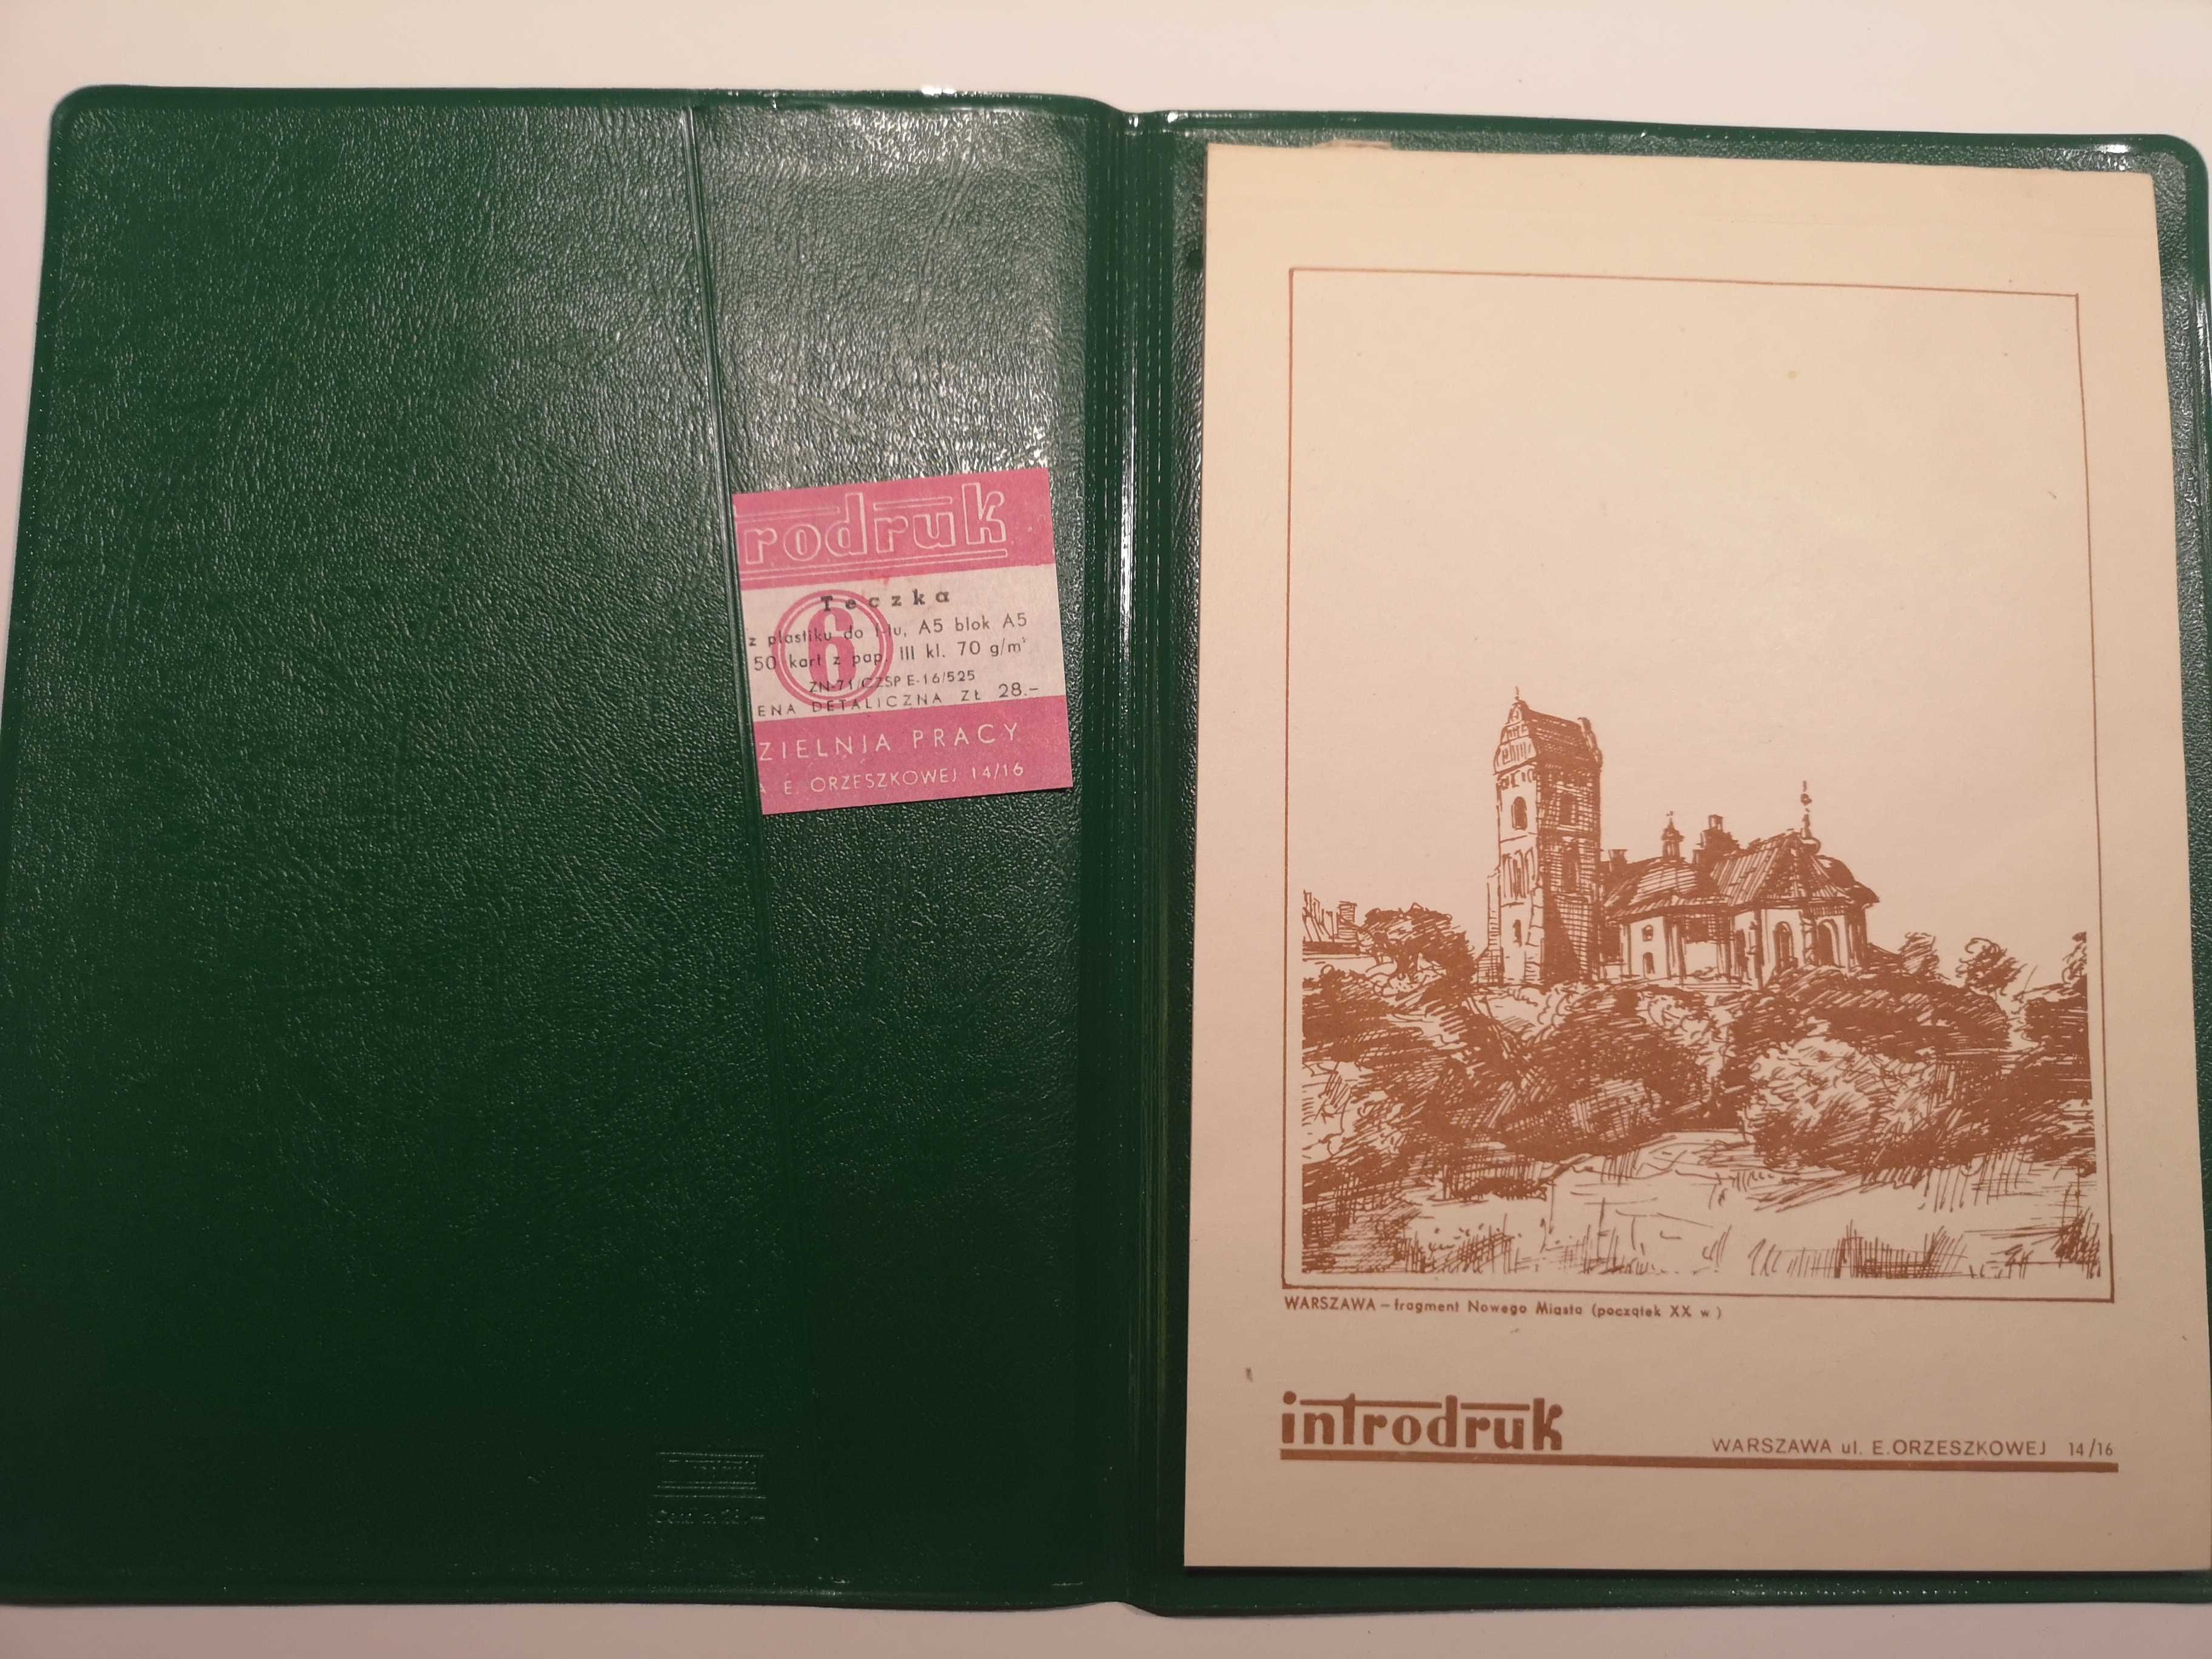 rodruk
Teczka
6
z plastiku do l-lu, A5 blok A5
50 kart z pap. III kl. 70 g/m²
ZN-71/CZSP E-16/525
ENA DETALICZNA ZŁ 28.-
ZIELNIA PRACY
A E. ORZESZKOWEJ 14/16
WARSZAWA – fragment Nowego Miasta (początek XX w )
introdruk
WARSZAWA ul. E.ORZESZKOWEJ 14/16